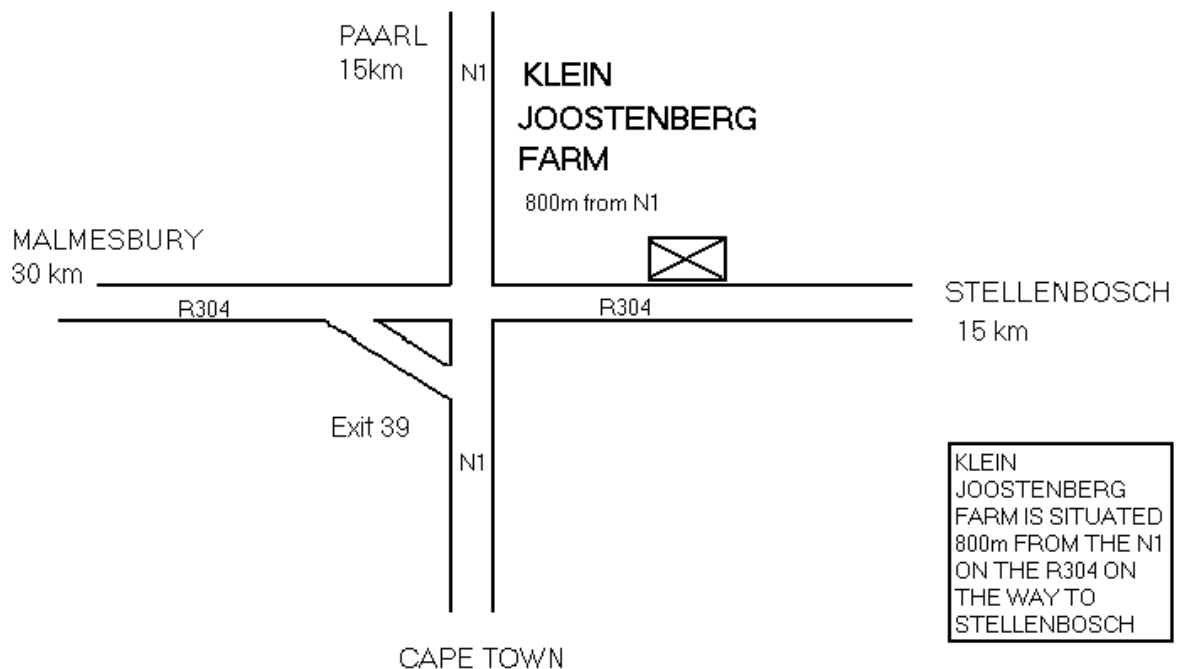 PAARL
15km
N1
KLEIN
JOOSTENBERG
FARM
800m from N1
MALMESBURY
30 km
R304
R304
STELLENBOSCH
15 km
Exit 39
N1
KLEIN
JOOSTENBERG
FARM IS SITUATED
800m FROM THE N1
ON THE R304 ON
THE WAY TO
STELLENBOSCH
CAPE TOWN